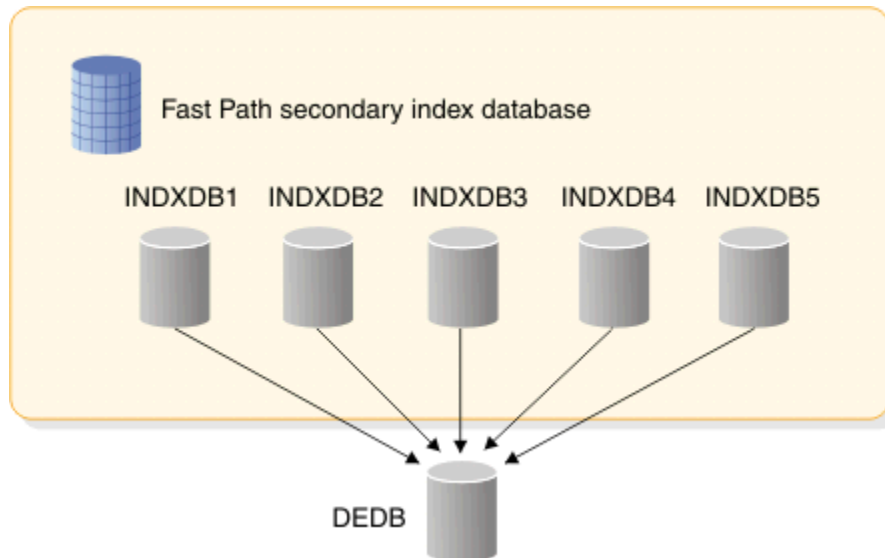 Fast Path secondary index database
INDXDB1 INDXDB2 INDXDB3 INDXDB4 INDXDB5
DEDB